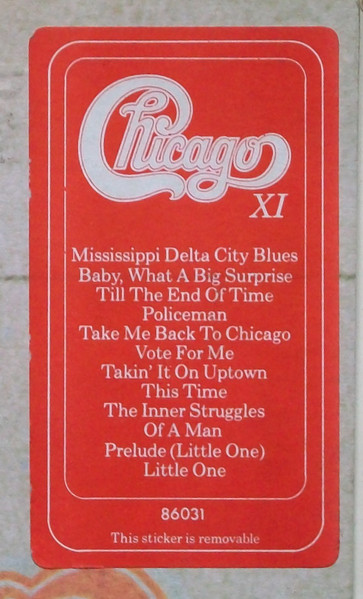 Chicago
XI
Mississippi Delta City Blues
Baby, What A Big Surprise
Till The End Of Time
Policeman
Take Me Back To Chicago
Vote For Me
Takin' It On Uptown
This Time
The Inner Struggles
Of A Man
Prelude (Little One)
Little One
86031
This sticker is removable